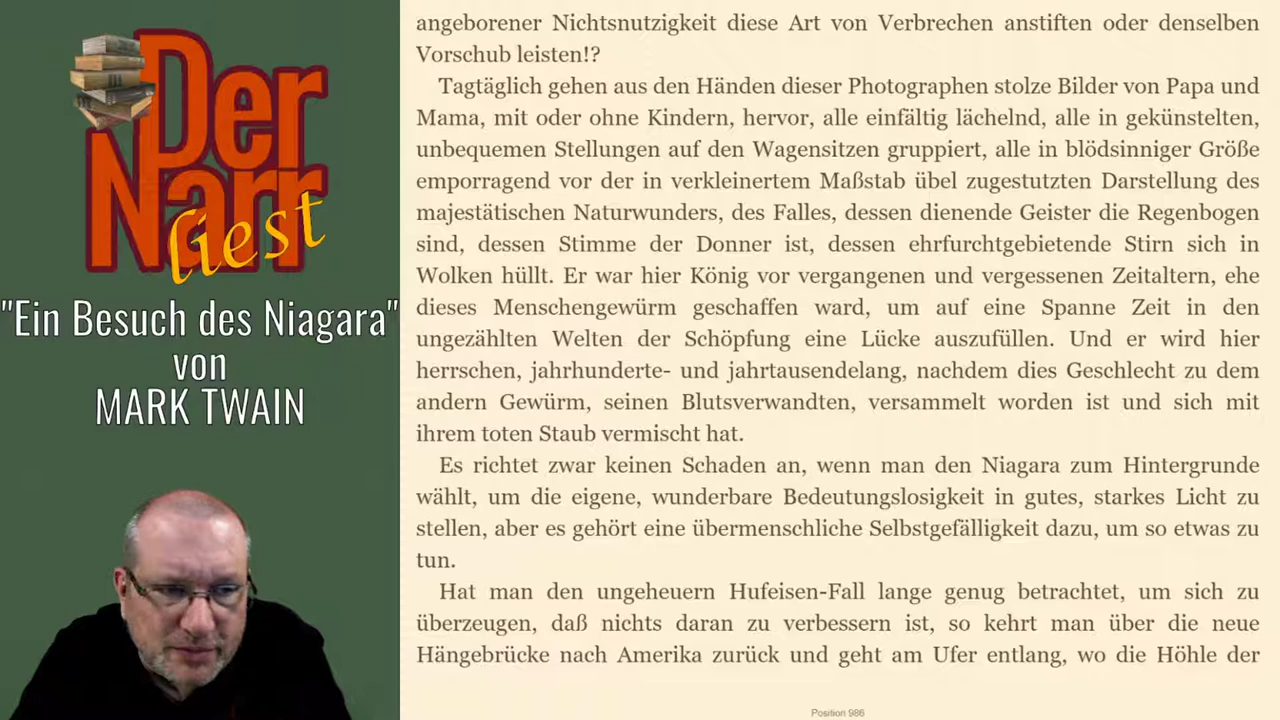 Der
Narr
liest
"Ein Besuch des Niagara"
von
MARK TWAIN
angeborener Nichtsnutzigkeit diese Art von Verbrechen anstiften oder denselben
Vorschub leisten!?
Tagtäglich gehen aus den Händen dieser Photographen stolze Bilder von Papa und
Mama, mit oder ohne Kindern, hervor, alle einfältig lächelnd, alle in gekünstelten,
unbequemen Stellungen auf den Wagensitzen gruppiert, alle in blödsinniger Größe
emporragend vor der in verkleinertem Maßstab übel zugestutzten Darstellung des
majestätischen Naturwunders, des Falles, dessen dienende Geister die Regenbogen
sind, dessen Stimme der Donner ist, dessen ehrfurchtgebietende Stirn sich in
Wolken hüllt. Er war hier König vor vergangenen und vergessenen Zeitaltern, ehe
dieses Menschengewürm geschaffen ward, um auf eine Spanne Zeit in den
ungezählten Welten der Schöpfung eine Lücke auszufüllen. Und er wird hier
herrschen, jahrhunderte- und jahrtausendelang, nachdem dies Geschlecht zu dem
andern Gewürm, seinen Blutsverwandten, versammelt worden ist und sich mit
ihrem toten Staub vermischt hat.
Es richtet zwar keinen Schaden an, wenn man den Niagara zum Hintergrunde
wählt, um die eigene, wunderbare Bedeutungslosigkeit in gutes, starkes Licht zu
stellen, aber es gehört eine übermenschliche Selbstgefälligkeit dazu, um so etwas zu
tun.
Hat man den ungeheuern Hufeisen-Fall lange genug betrachtet, um sich zu
überzeugen, daß nichts daran zu verbessern ist, so kehrt man über die neue
Hängebrücke nach Amerika zurück und geht am Ufer entlang, wo die Höhle der
Position 986